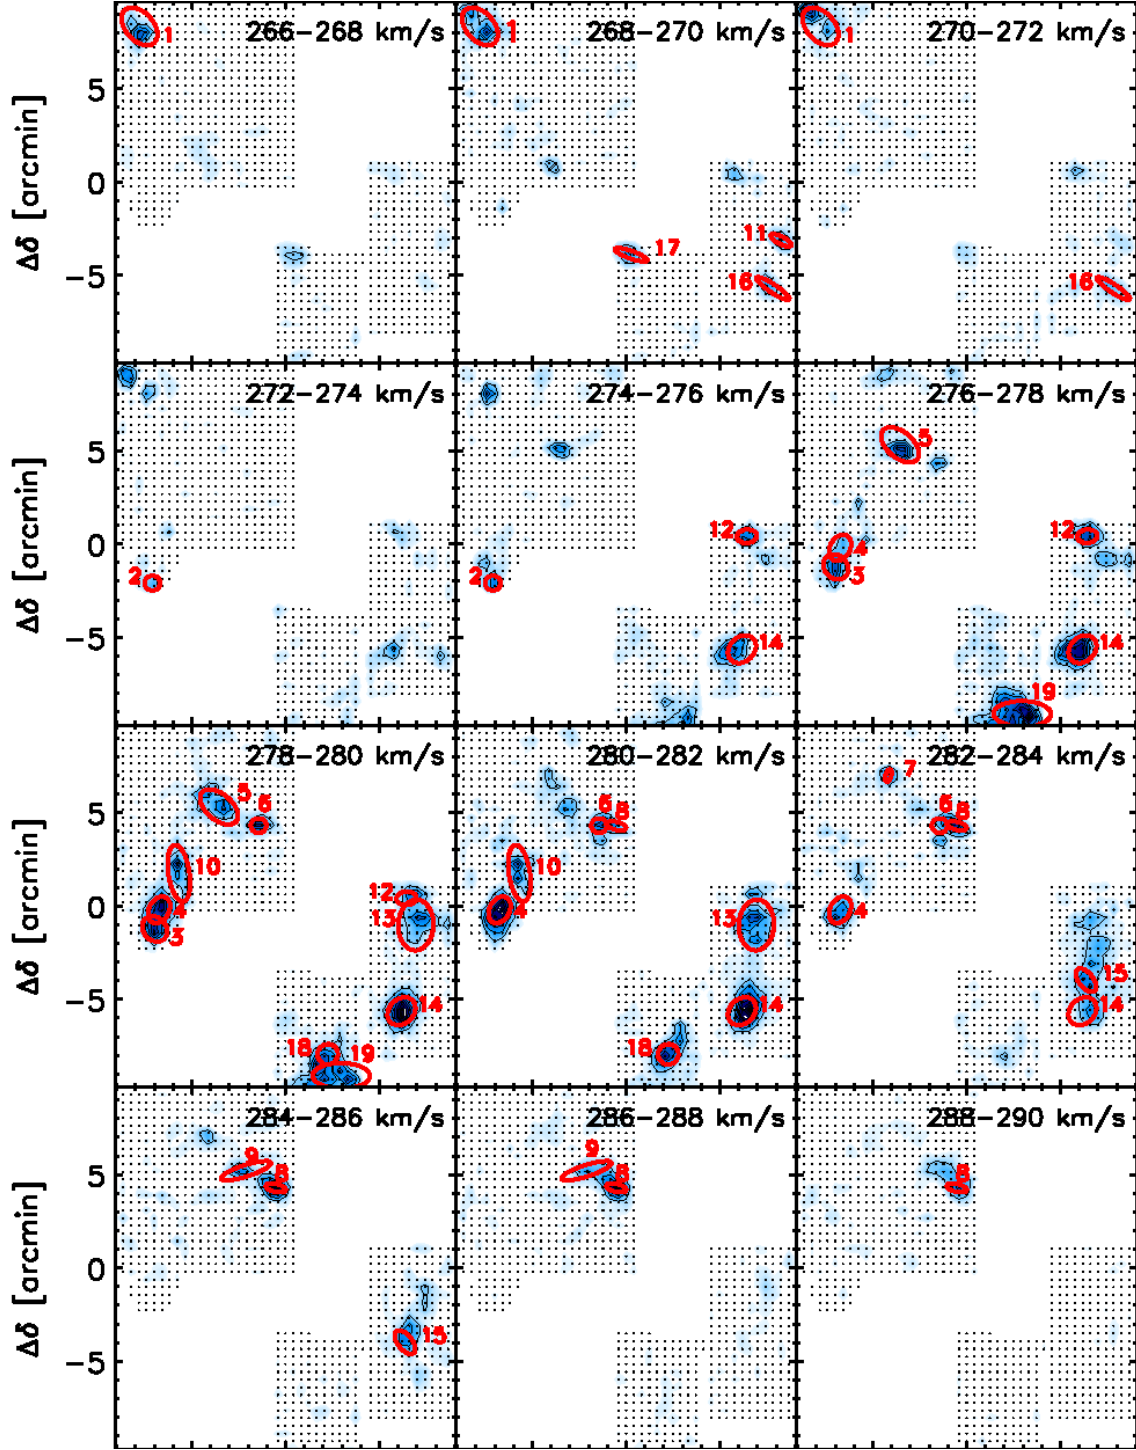 266-268 km/s 268-270 km/s 270-272 km/s
1 1 1
5
0
-5
Δδ [arcmin]
17 11 16 16
272-274 km/s 274-276 km/s 276-278 km/s
5
0
-5
Δδ [arcmin]
2 2 12 14 5 4 3 12 14 19
278-280 km/s 280-282 km/s 282-284 km/s
5
0
-5
Δδ [arcmin]
5 6 10 4 3 12 13 14 18 19
6 8 10 4 13 14 18
7 6 8 4 15 14
284-286 km/s 286-288 km/s 288-290 km/s
5
0
-5
Δδ [arcmin]
9 8 15 9 8 8